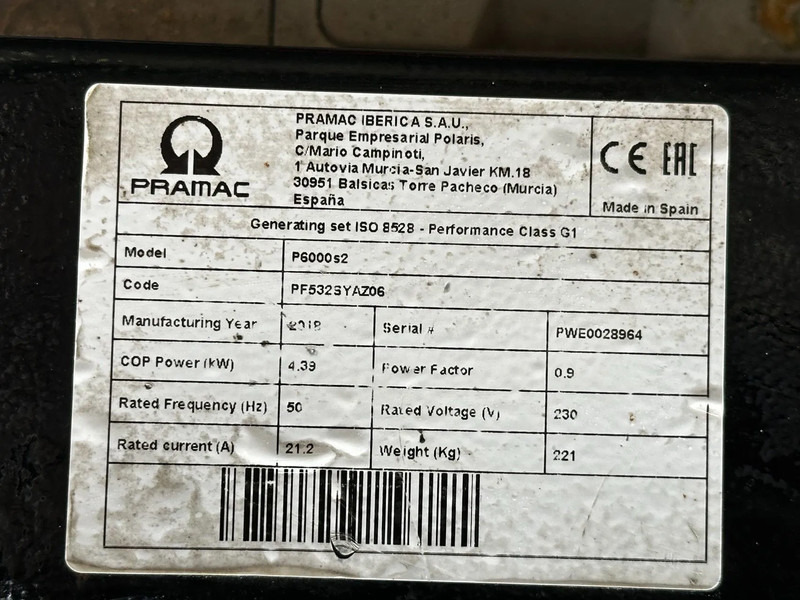 PRAMAC
PRAMAC IBERICA S.A.U.,
Parque Empresarial Polaris,
C/Mario Campinoti,
1 Autovia Murcia-San Javier KM.18
30951 Balsicas Torre Pacheco (Murcia)
España
CE EAC
Made in Spain
Generating set ISO 8528 - Performance Class G1
Model P6000s2
Code PF532SYAZ06
Manufacturing Year 2018 Serial # PWE0028964
COP Power (kW) 4.39 Power Factor 0.9
Rated Frequency (Hz) 50 Rated Voltage (V) 230
Rated current (A) 21.2 Weight (Kg) 221